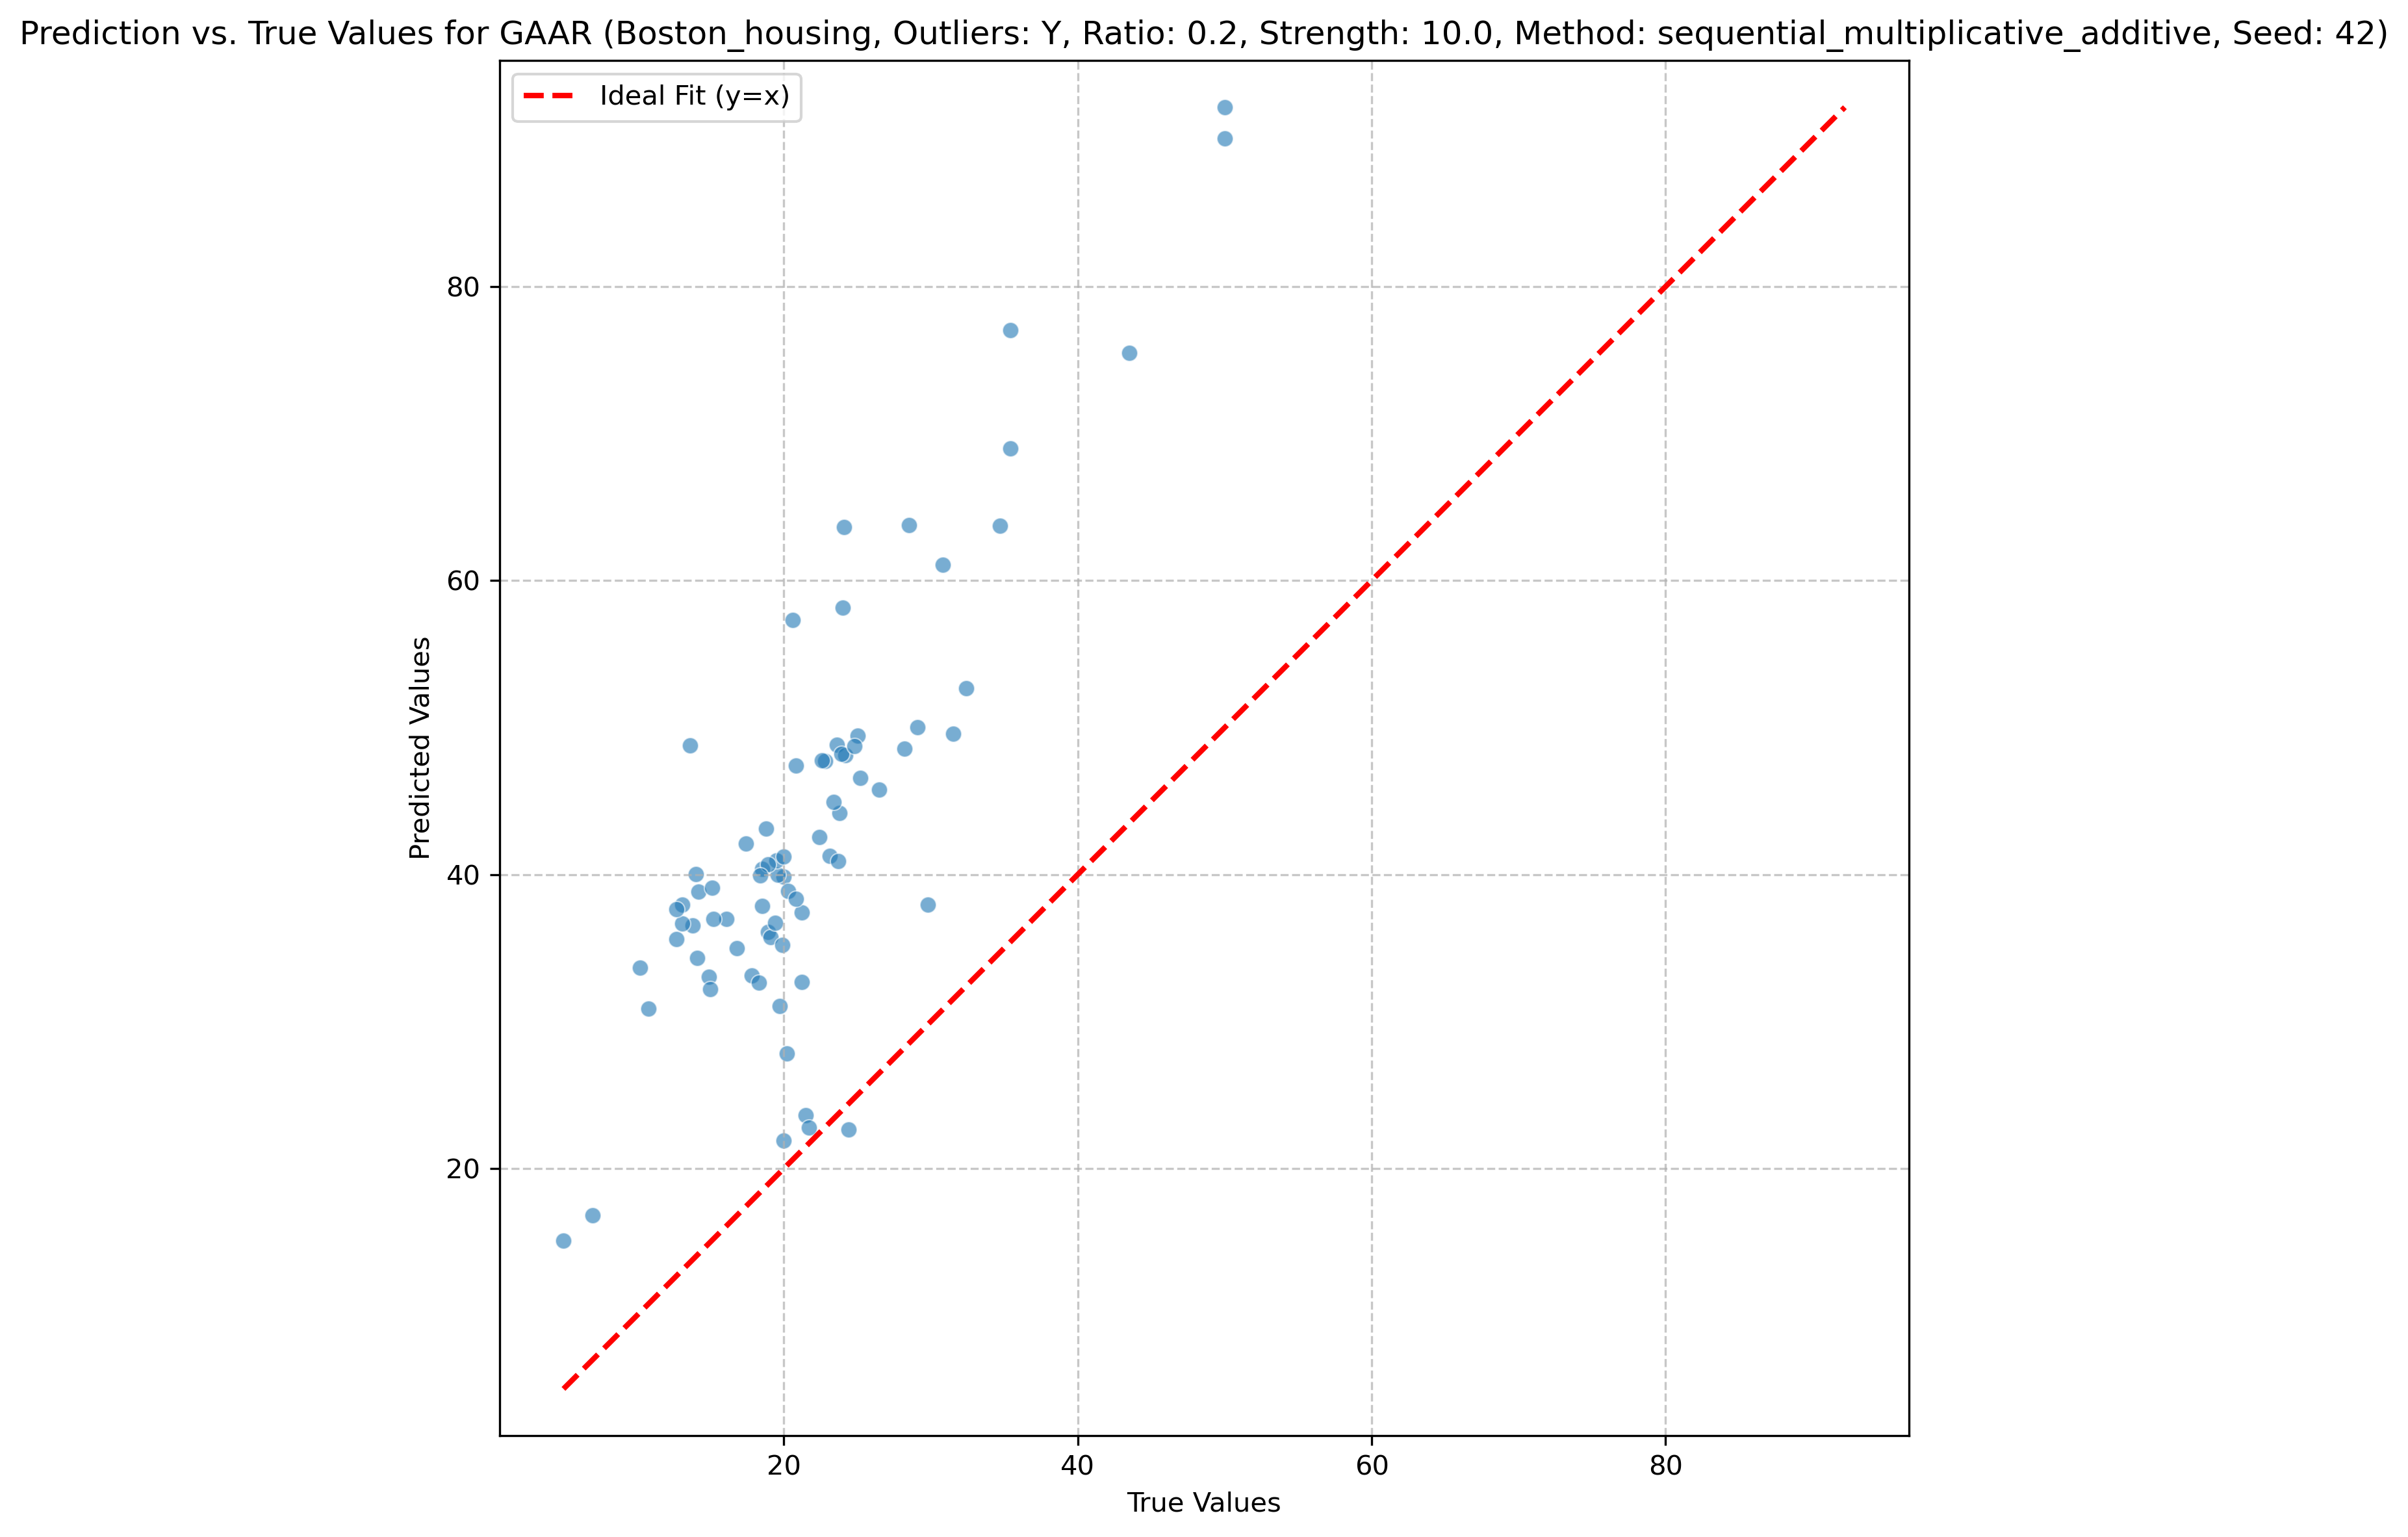 Prediction vs. True Values for GAAR (Boston_housing, Outliers: Y, Ratio: 0.2, Strength: 10.0, Method: sequential_multiplicative_additive, Seed: 42)
Ideal Fit (y=x)
80
60
40
20
Predicted Values
20 40 60 80
True Values